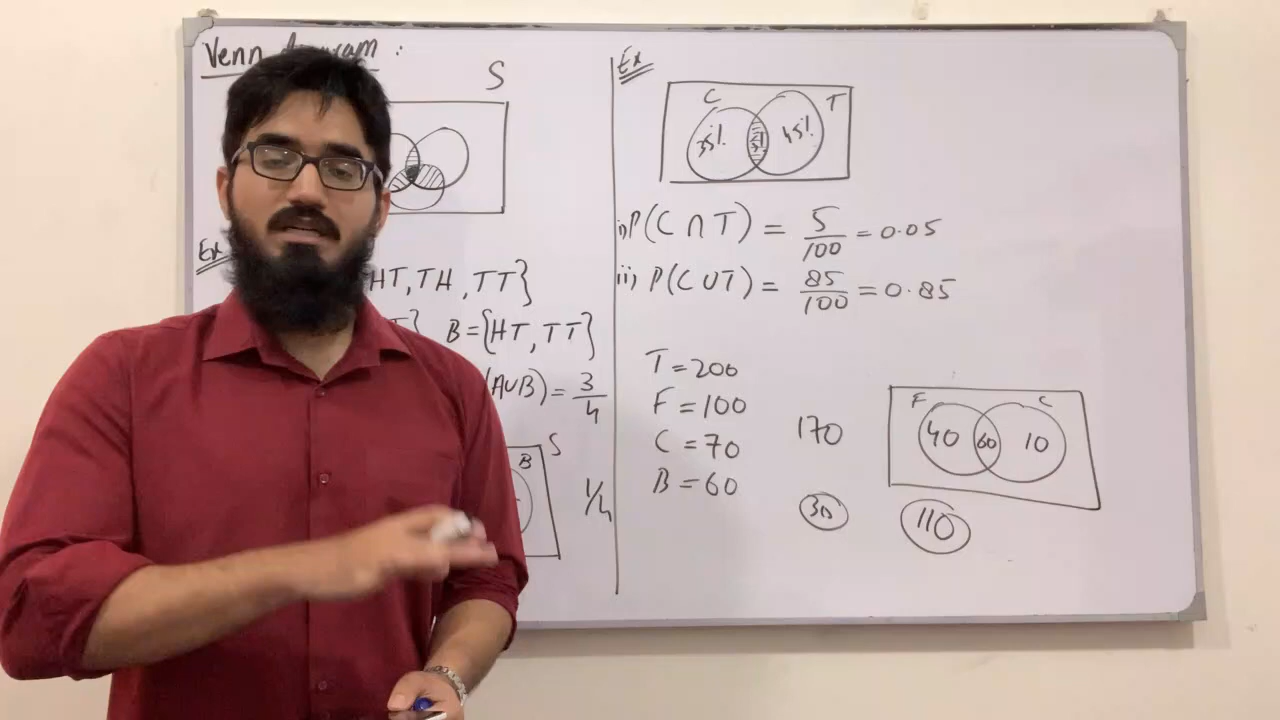 Venn
S
Ex
HT, TH, TT}
B={HT, TT}
(A∪B) = 3/4
S
B
1/4
Ex
C
T
35%
5%
45%
i) P(C ∩ T) = 5/100 = 0.05
ii) P(C ∪ T) = 85/100 = 0.85
T = 200
F = 100
C = 70
B = 60
170
F
C
40
60
10
110